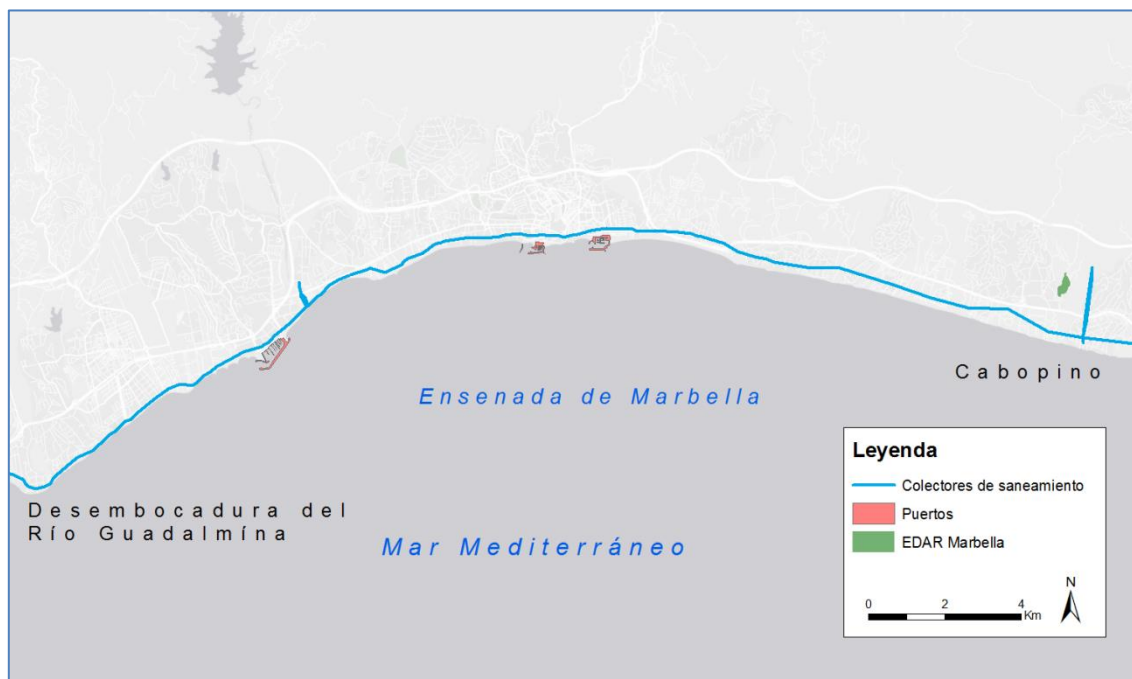 Cabopino
Ensenada de Marbella
Desembocadura del
Río Guadalmína
Mar Mediterráneo
Leyenda
Colectores de saneamiento
Puertos
EDAR Marbella
N
0 2 4
Km